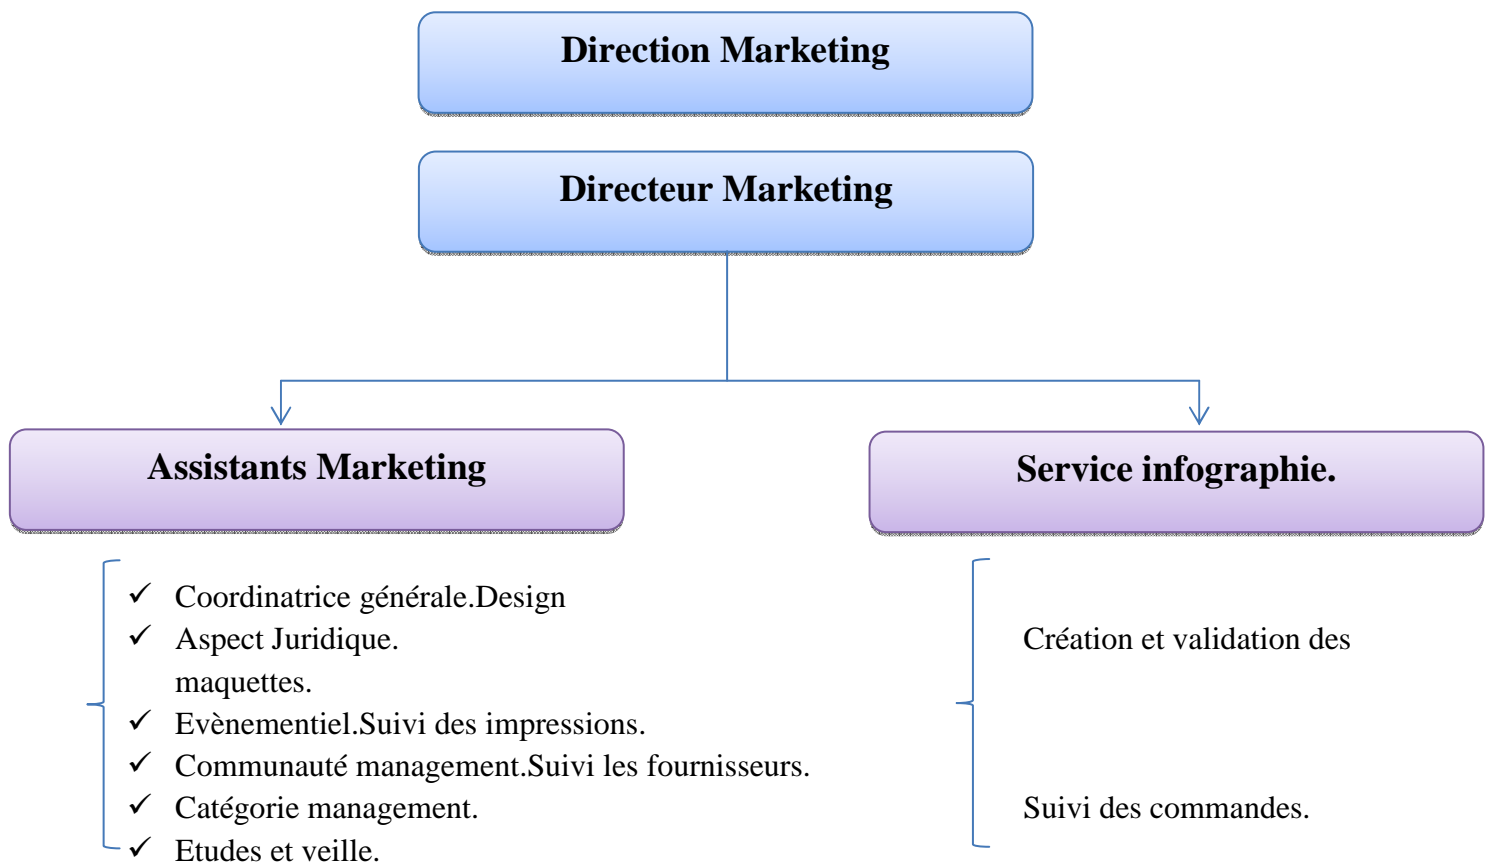 Direction Marketing
Directeur Marketing
Assistants Marketing
Service infographie.
✓ Coordinatrice générale.Design
✓ Aspect Juridique. Création et validation des
maquettes.
✓ Evènementiel.Suivi des impressions.
✓ Communauté management.Suivi les fournisseurs.
✓ Catégorie management. Suivi des commandes.
✓ Etudes et veille.